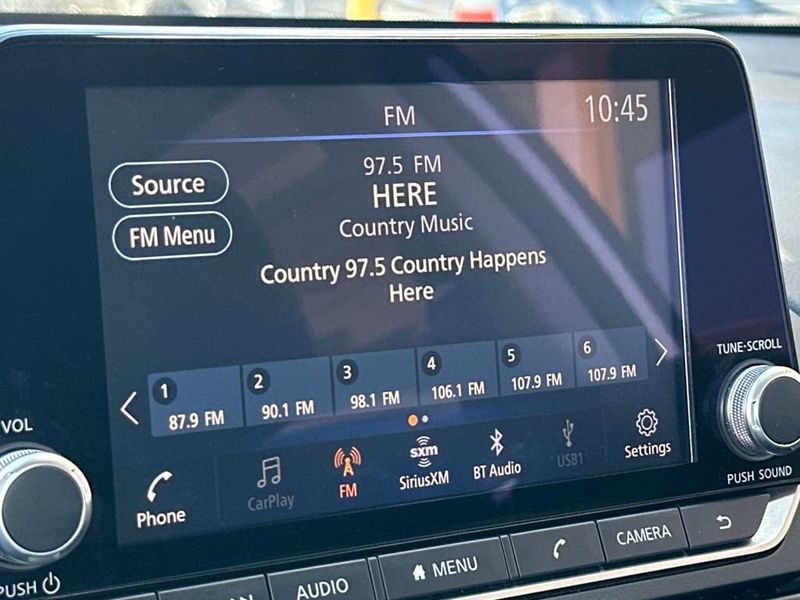 FM
10:45
Source
FM Menu
97.5 FM
HERE
Country Music
Country 97.5 Country Happens
Here
1
87.9 FM
2
90.1 FM
3
98.1 FM
4
106.1 FM
5
107.9 FM
6
107.9 FM
Phone
CarPlay
FM
sxm
SiriusXM
BT Audio
USB1
Settings
VOL
PUSH
TUNE·SCROLL
PUSH SOUND
AUDIO
MENU
CAMERA